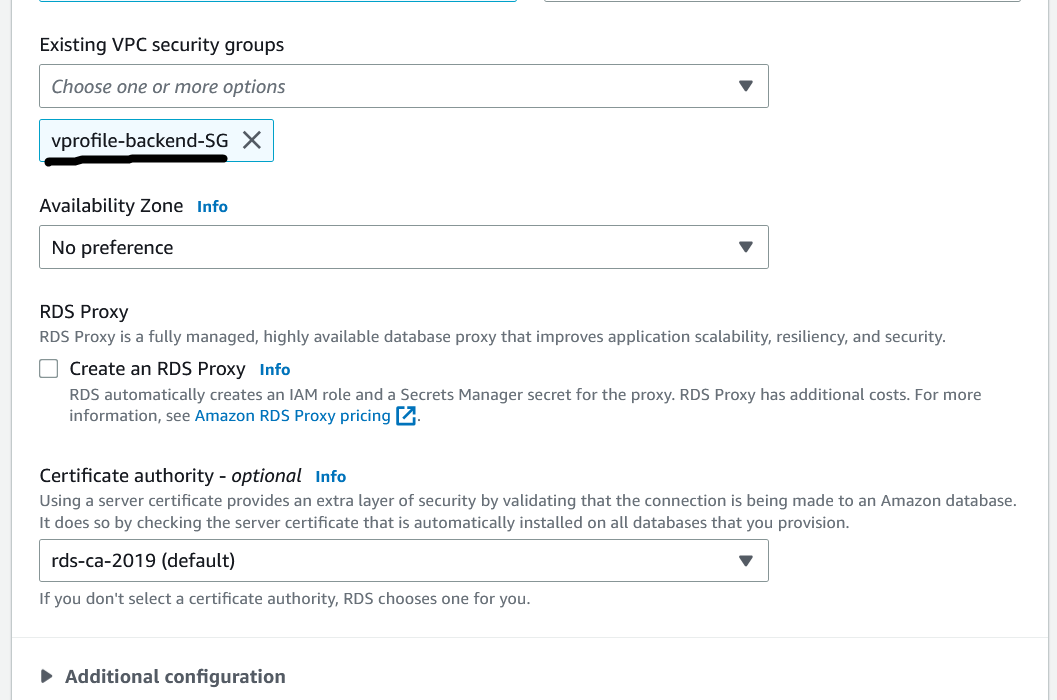 Existing VPC security groups
Choose one or more options
vprofile-backend-SG
Availability Zone Info
No preference
RDS Proxy
RDS Proxy is a fully managed, highly available database proxy that improves application scalability, resiliency, and security.
Create an RDS Proxy Info
RDS automatically creates an IAM role and a Secrets Manager secret for the proxy. RDS Proxy has additional costs. For more
information, see Amazon RDS Proxy pricing.
Certificate authority - optional Info
Using a server certificate provides an extra layer of security by validating that the connection is being made to an Amazon database.
It does so by checking the server certificate that is automatically installed on all databases that you provision.
rds-ca-2019 (default)
If you don't select a certificate authority, RDS chooses one for you.
Additional configuration